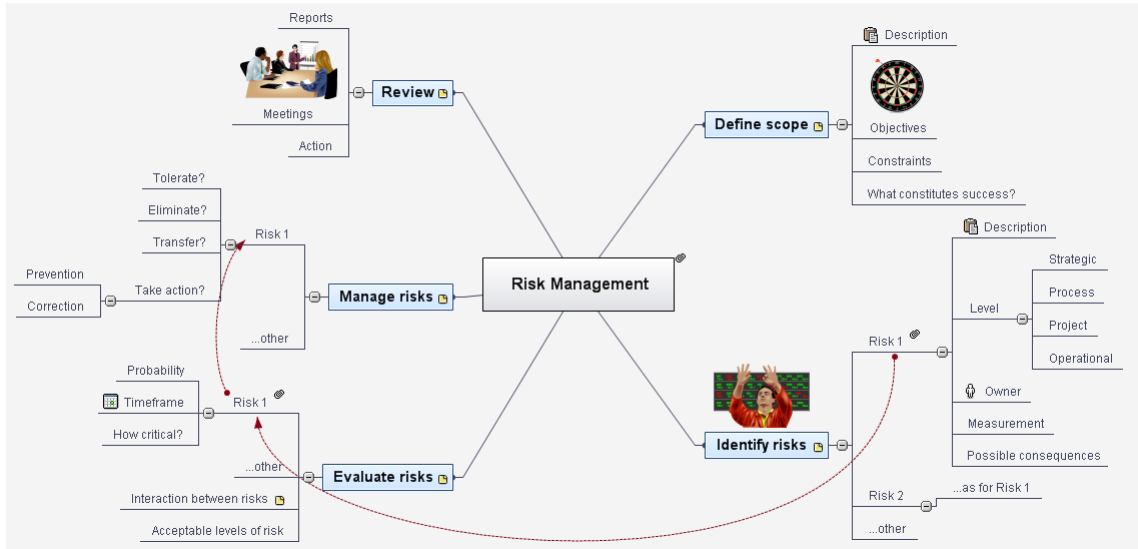 Risk Management
Define scope
Description
Objectives
Constraints
What constitutes success?
Identify risks
Risk 1
Description
Level
Strategic
Process
Project
Operational
Owner
Measurement
Possible consequences
Risk 2
...as for Risk 1
...other
Evaluate risks
Risk 1
Probability
Timeframe
How critical?
...other
Interaction between risks
Acceptable levels of risk
Manage risks
Risk 1
Tolerate?
Eliminate?
Transfer?
Take action?
Prevention
Correction
...other
Review
Reports
Meetings
Action